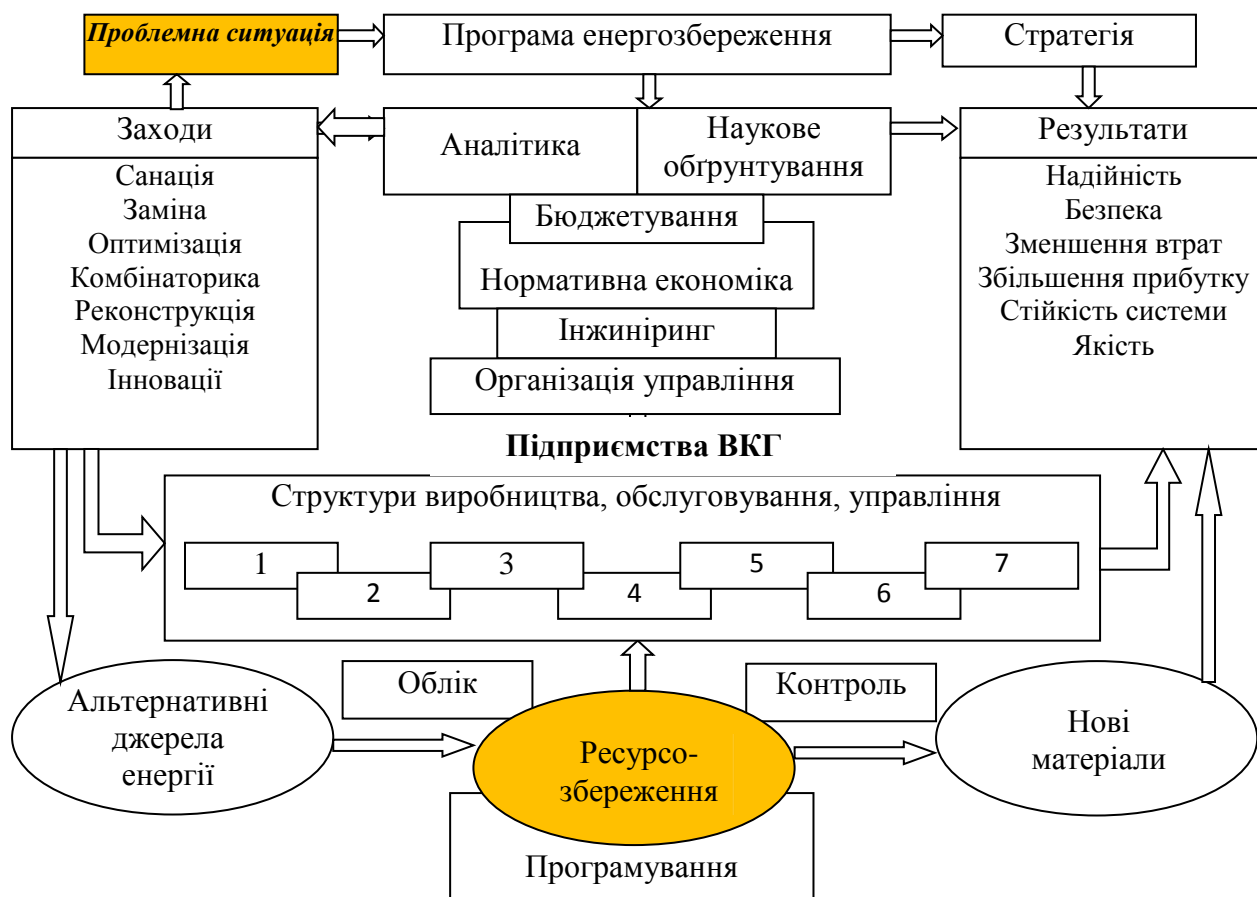 Проблемна ситуація
Програма енергозбереження
Стратегія
Заходи
Санація
Заміна
Оптимізація
Комбінаторика
Реконструкція
Модернізація
Інновації
Аналітика
Наукове
обґрунтування
Бюджетування
Нормативна економіка
Інжиніринг
Організація управління
Результати
Надійність
Безпека
Зменшення втрат
Збільшення прибутку
Стійкість системи
Якість
Підприємства ВКГ
Структури виробництва, обслуговування, управління
1
2
3
4
5
6
7
Альтернативні
джерела
енергії
Облік
Контроль
Ресурсо-
збереження
Програмування
Нові
матеріали